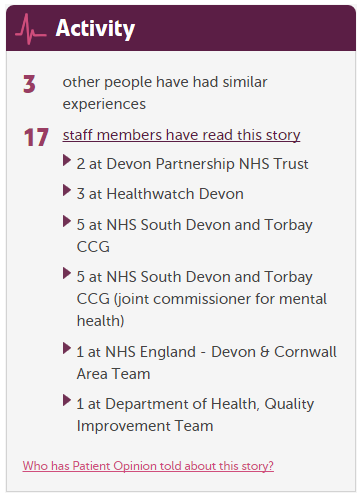 Activity
3 other people have had similar
experiences
17 staff members have read this story
2 at Devon Partnership NHS Trust
3 at Healthwatch Devon
5 at NHS South Devon and Torbay
CCG
5 at NHS South Devon and Torbay
CCG (joint commissioner for mental
health)
1 at NHS England - Devon & Cornwall
Area Team
1 at Department of Health, Quality
Improvement Team
Who has Patient Opinion told about this story?